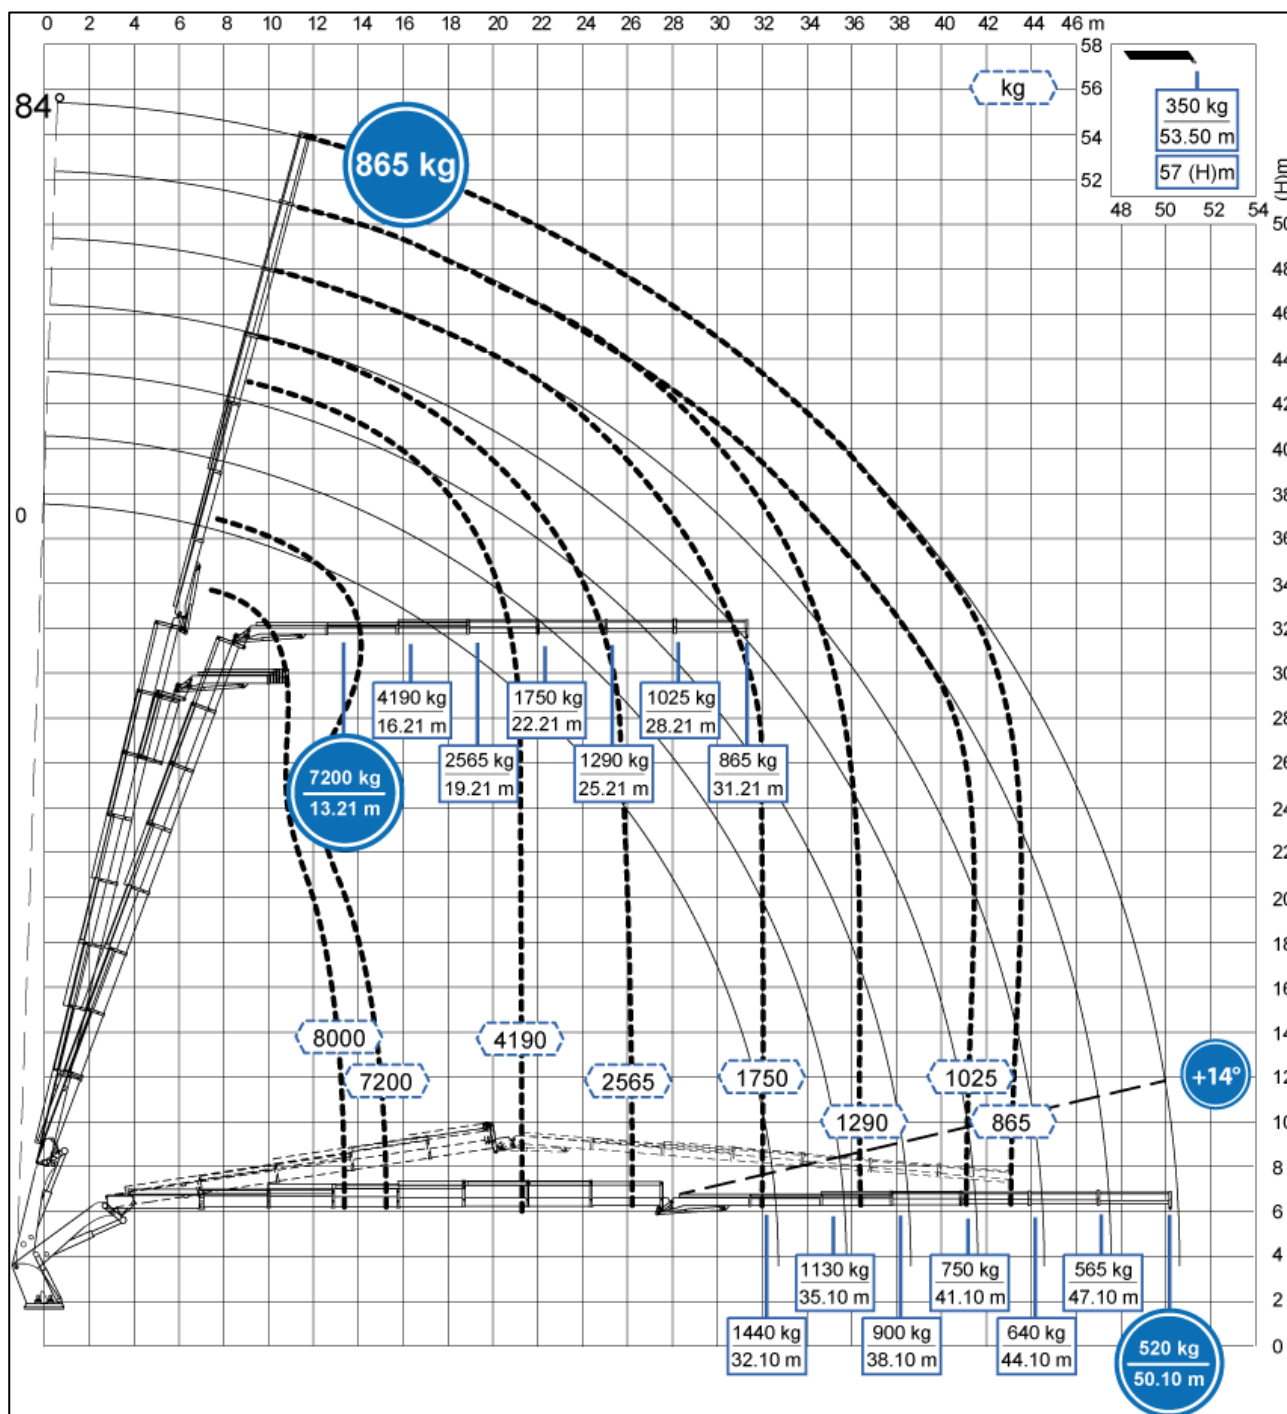 0 2 4 6 8 10 12 14 16 18 20 22 24 26 28 30 32 34 36 38 40 42 44 46 m
58
84°
kg
56
350 kg
53.50 m
865 kg
54
57 (H)m
52
(H)m
48 50 52 54
50
48
46
44
42
40
38
0
36
34
32
30
4190 kg
16.21 m
1750 kg
22.21 m
1025 kg
28.21 m
28
7200 kg
13.21 m
2565 kg
19.21 m
1290 kg
25.21 m
865 kg
31.21 m
26
24
22
20
18
16
8000
4190
14
7200
2565
1750
1025
+14°
12
1290
865
10
8
6
4
1130 kg
35.10 m
750 kg
41.10 m
565 kg
47.10 m
2
1440 kg
32.10 m
900 kg
38.10 m
640 kg
44.10 m
520 kg
50.10 m
0